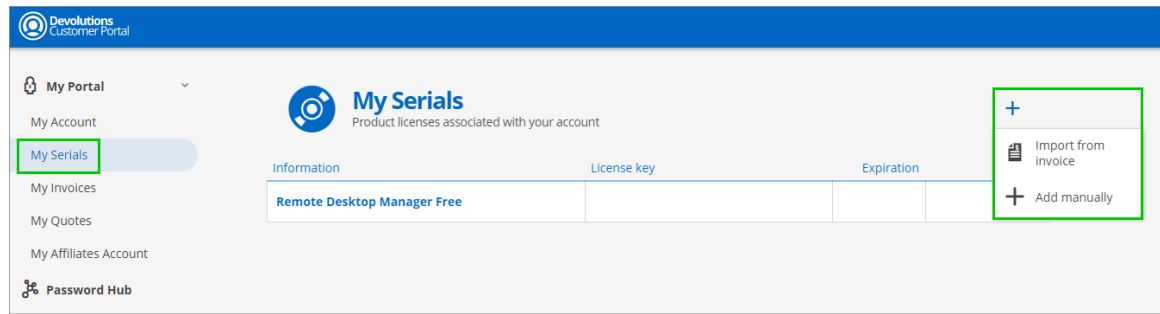 Devolutions
Customer Portal
My Portal
My Account
My Serials
My Invoices
My Quotes
My Affiliates Account
Password Hub
My Serials
Product licenses associated with your account
Information License key Expiration
Remote Desktop Manager Free
+
Import from
invoice
Add manually